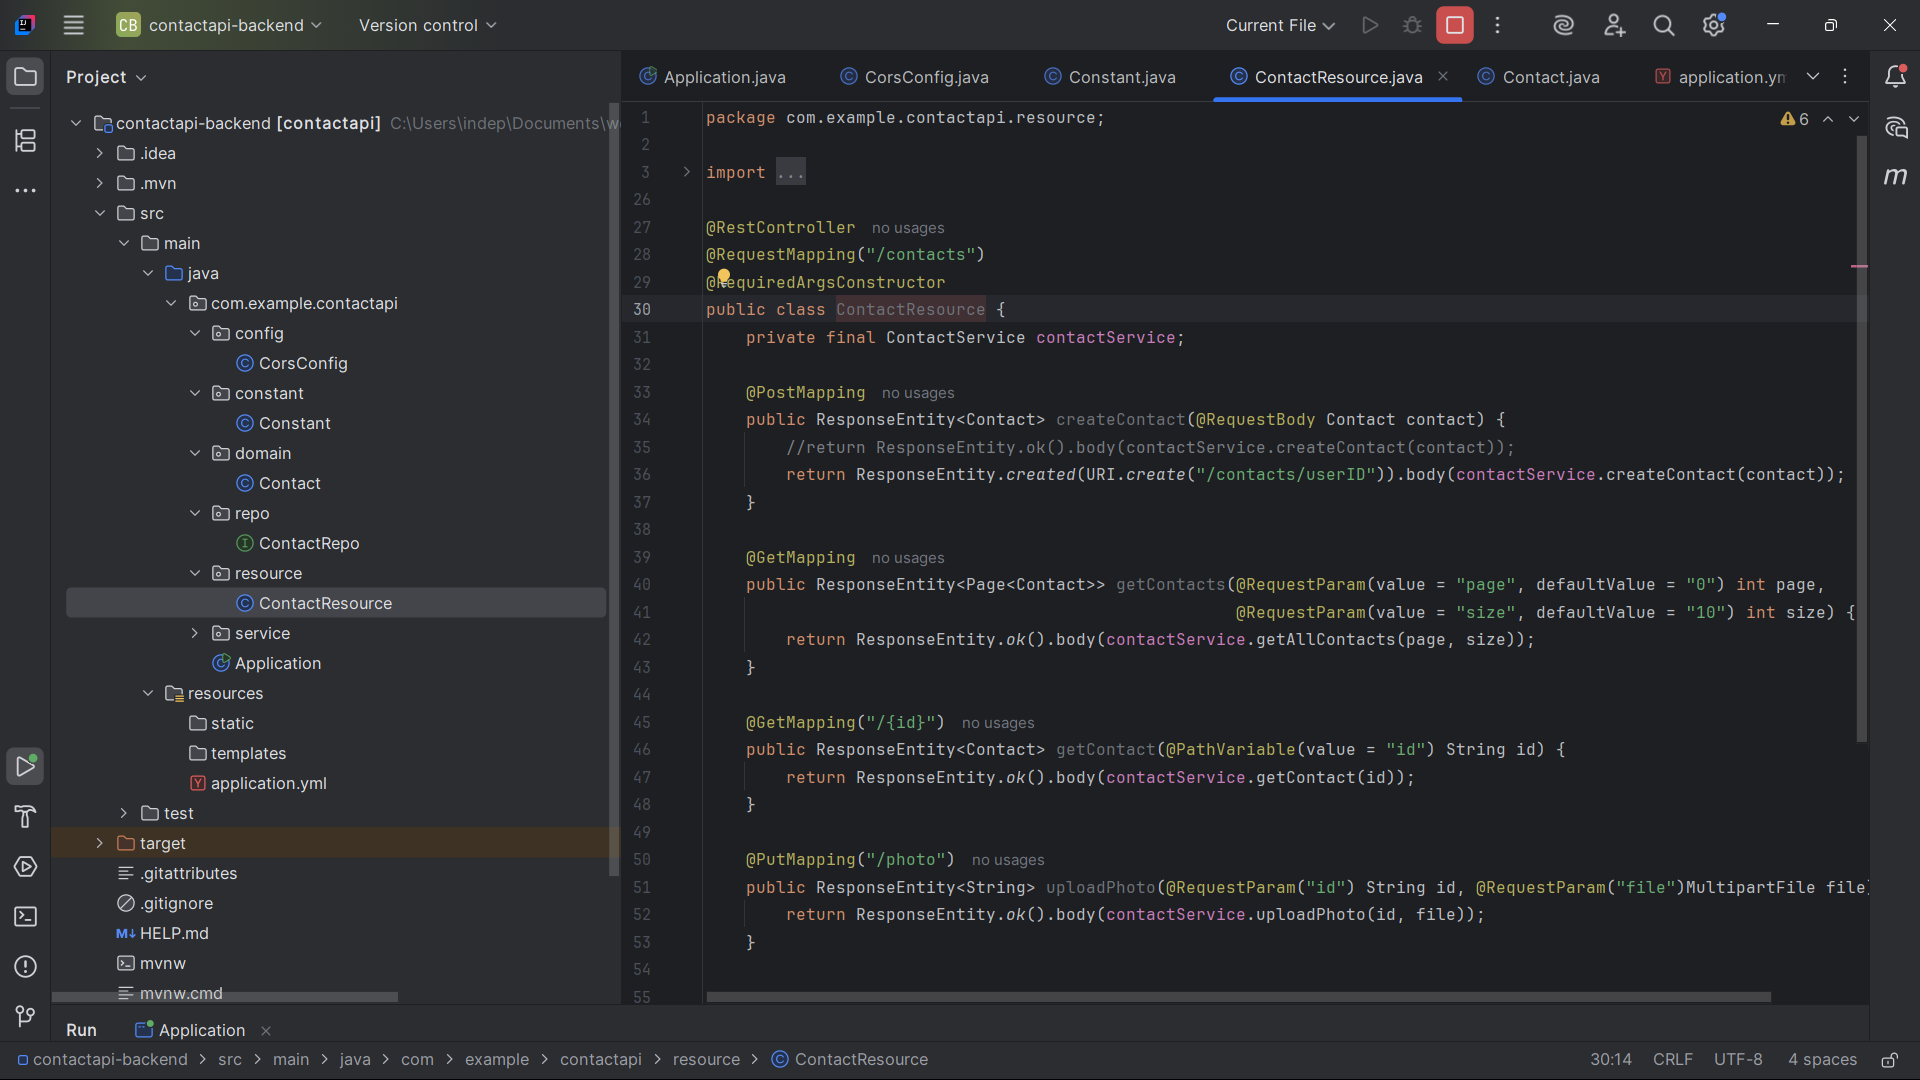 CB contactapi-backend Version control Current File
Project
contactapi-backend [contactapi] C:\Users\indep\Documents\w
.idea
.mvn
src
main
java
com.example.contactapi
config
CorsConfig
constant
Constant
domain
Contact
repo
ContactRepo
resource
ContactResource
service
Application
resources
static
templates
application.yml
test
target
.gitattributes
.gitignore
HELP.md
mvnw
mvnw.cmd
Application.java CorsConfig.java Constant.java ContactResource.java Contact.java application.ym
6
1 package com.example.contactapi.resource;
2
3 import ...
26
27 @RestController no usages
28 @RequestMapping("/contacts")
29 @RequiredArgsConstructor
30 public class ContactResource {
31 private final ContactService contactService;
32
33 @PostMapping no usages
34 public ResponseEntity<Contact> createContact(@RequestBody Contact contact) {
35 //return ResponseEntity.ok().body(contactService.createContact(contact));
36 return ResponseEntity.created(URI.create("/contacts/userID")).body(contactService.createContact(contact));
37 }
38
39 @GetMapping no usages
40 public ResponseEntity<Page<Contact>> getContacts(@RequestParam(value = "page", defaultValue = "0") int page,
41 @RequestParam(value = "size", defaultValue = "10") int size) {
42 return ResponseEntity.ok().body(contactService.getAllContacts(page, size));
43 }
44
45 @GetMapping("/{id}") no usages
46 public ResponseEntity<Contact> getContact(@PathVariable(value = "id") String id) {
47 return ResponseEntity.ok().body(contactService.getContact(id));
48 }
49
50 @PutMapping("/photo") no usages
51 public ResponseEntity<String> uploadPhoto(@RequestParam("id") String id, @RequestParam("file")MultipartFile file)
52 return ResponseEntity.ok().body(contactService.uploadPhoto(id, file));
53 }
54
55
Run Application
contactapi-backend > src > main > java > com > example > contactapi > resource > ContactResource 30:14 CRLF UTF-8 4 spaces